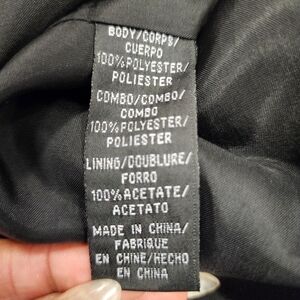 BODY/CORPS/
CUERPO
100%POLYESTER/
POLIESTER
COMBO/COMBO/
COMBO
100%POLYESTER/
POLIESTER
LINING/DOUBLURE/
FORRO
100%ACETATE/
ACETATO
MADE IN CHINA/
FABRIQUE
EN CHINE/HECHO
EN CHINA